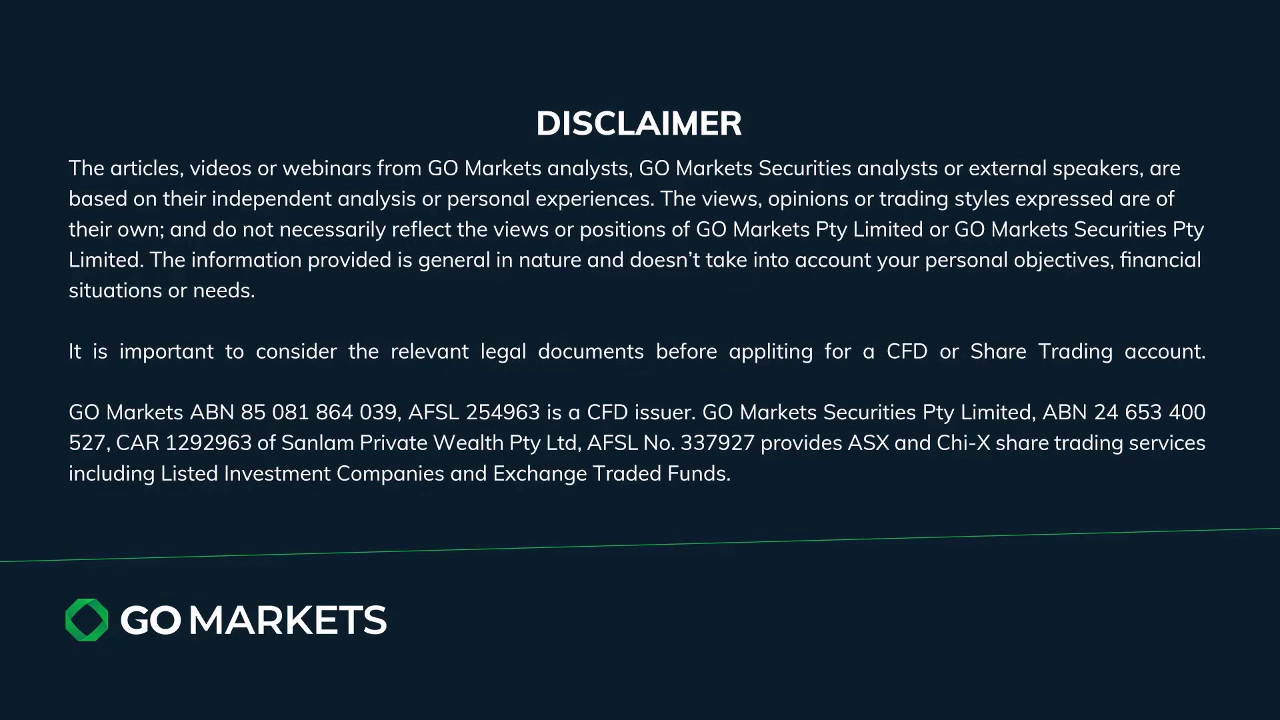 DISCLAIMER
The articles, videos or webinars from GO Markets analysts, GO Markets Securities analysts or external speakers, are
based on their independent analysis or personal experiences. The views, opinions or trading styles expressed are of
their own; and do not necessarily reflect the views or positions of GO Markets Pty Limited or GO Markets Securities Pty
Limited. The information provided is general in nature and doesn’t take into account your personal objectives, financial
situations or needs.
It is important to consider the relevant legal documents before appliting for a CFD or Share Trading account.
GO Markets ABN 85 081 864 039, AFSL 254963 is a CFD issuer. GO Markets Securities Pty Limited, ABN 24 653 400
527, CAR 1292963 of Sanlam Private Wealth Pty Ltd, AFSL No. 337927 provides ASX and Chi-X share trading services
including Listed Investment Companies and Exchange Traded Funds.
GO MARKETS